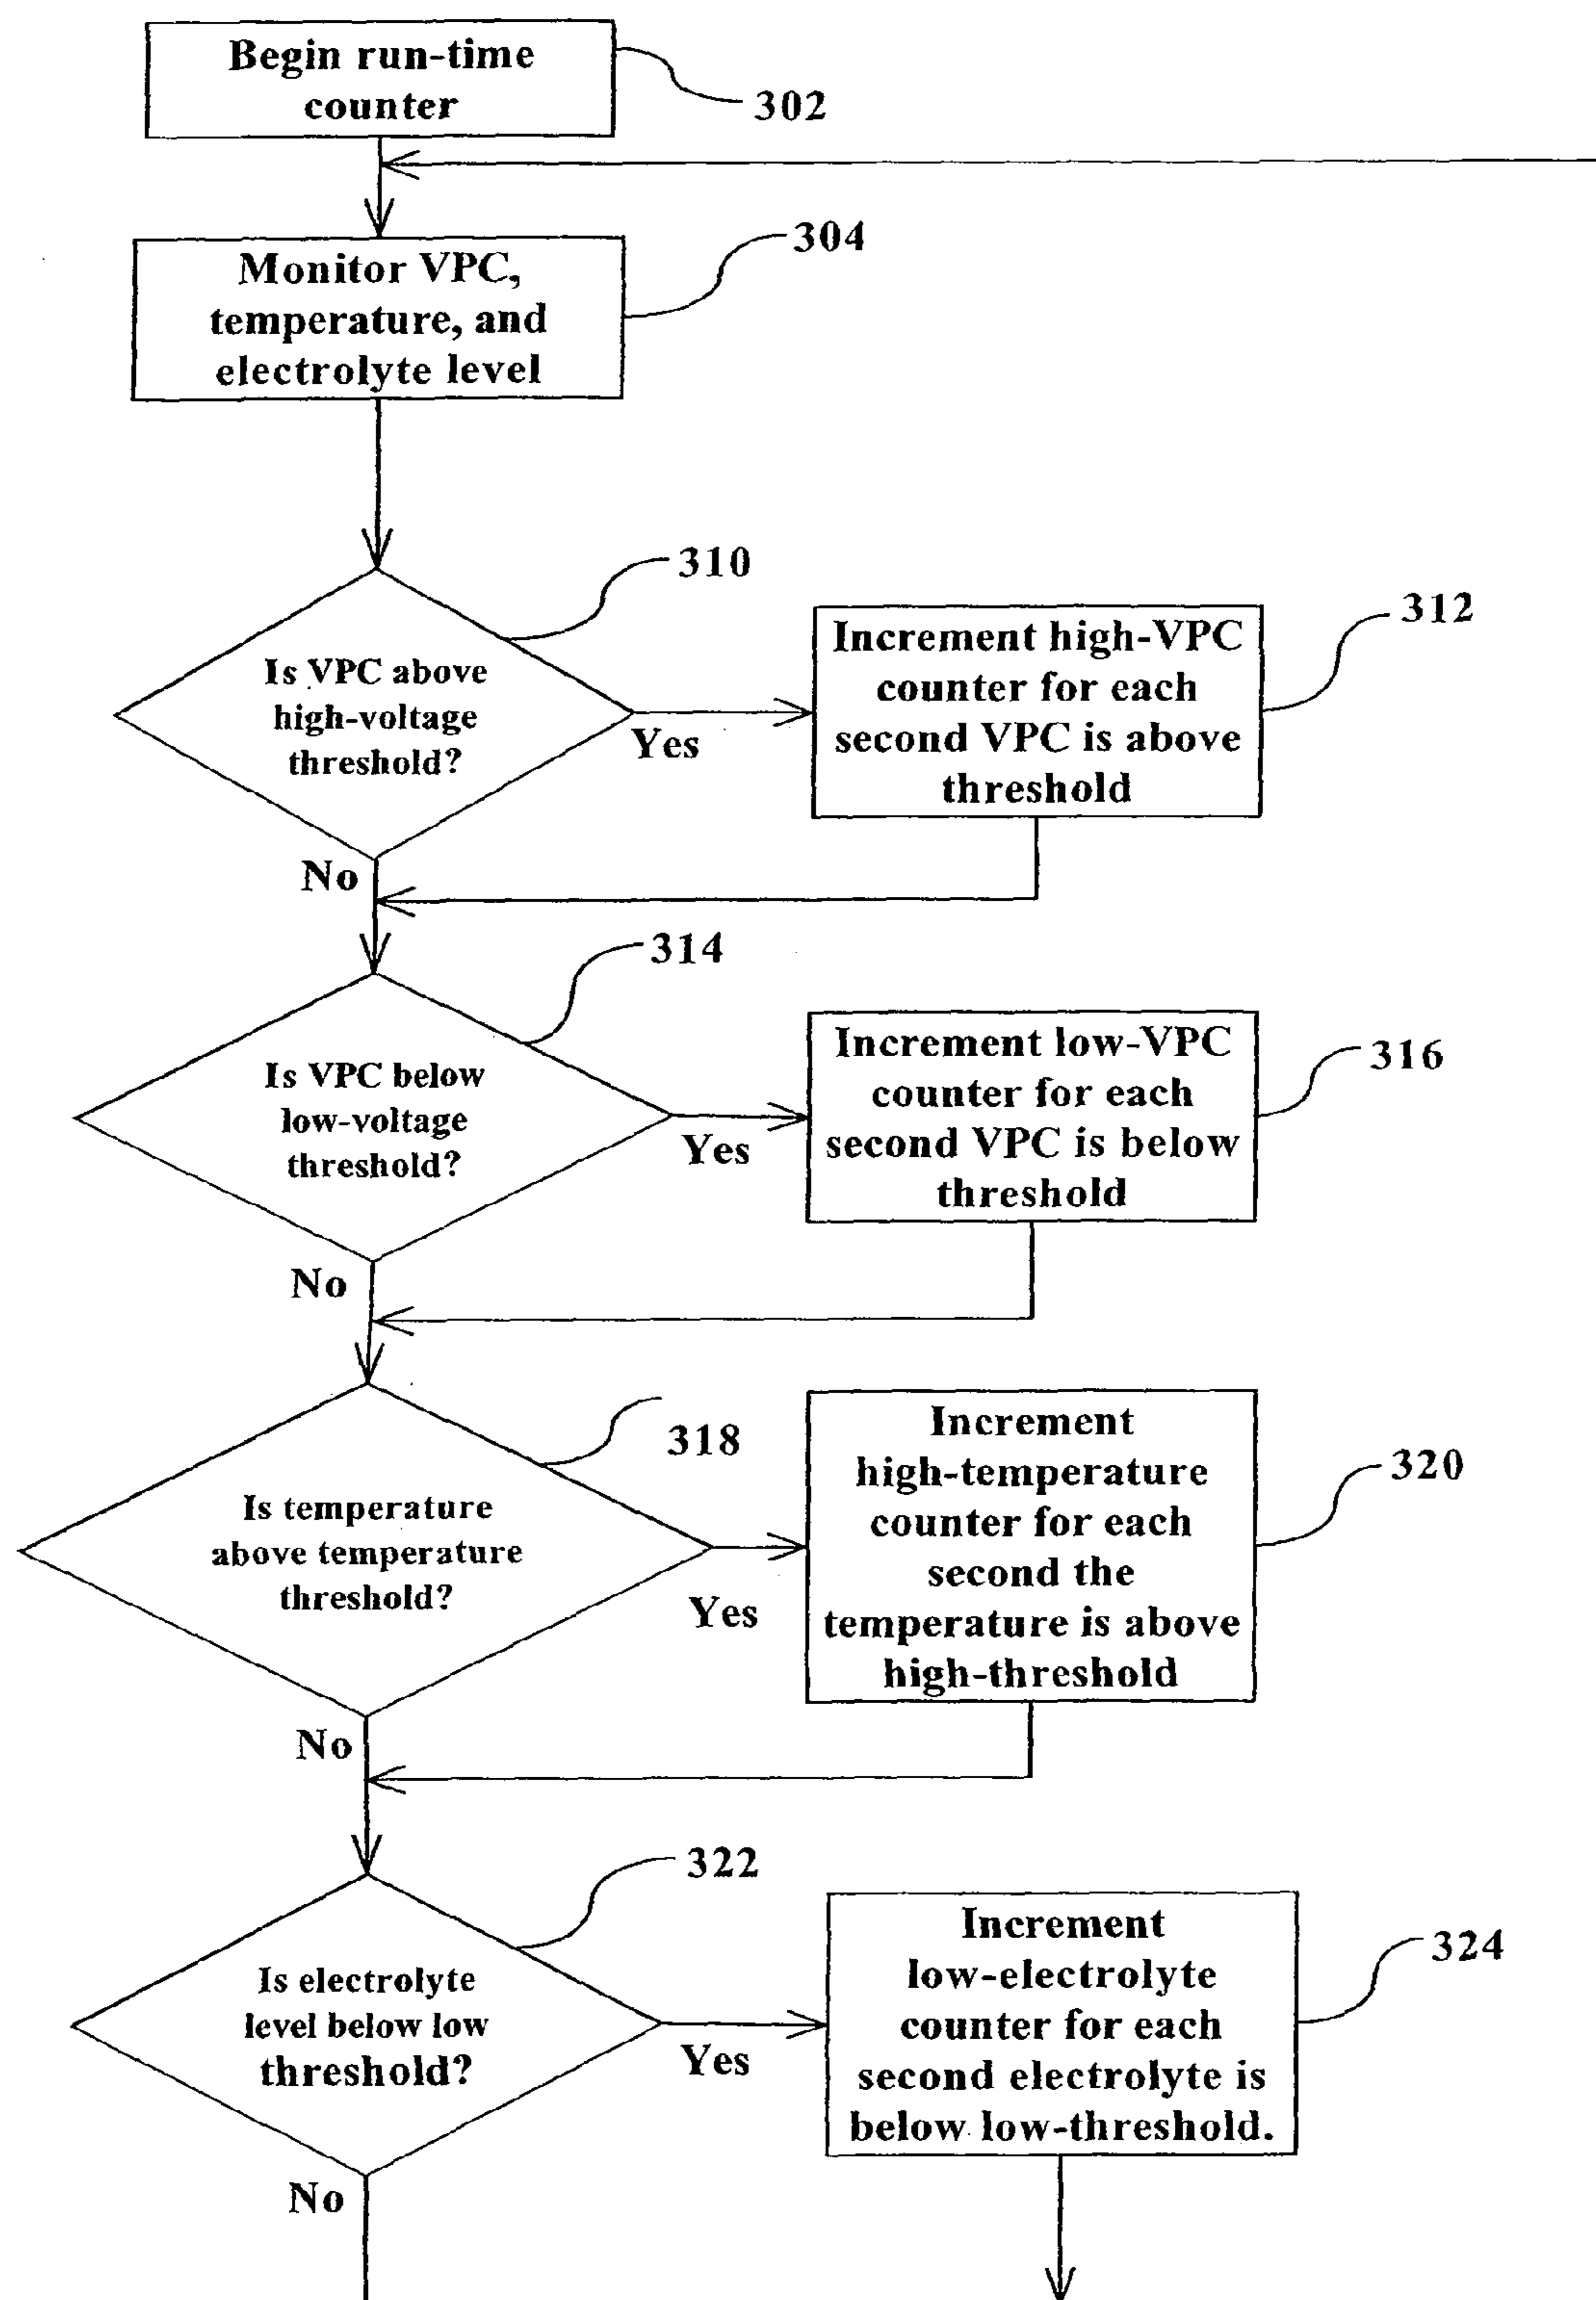 Begin run-time
counter
302
304
Monitor VPC,
temperature, and
electrolyte level
310
Is VPC above
high-voltage
threshold?
Yes
No
312
Increment high-VPC
counter for each
second VPC is above
threshold
314
Is VPC below
low-voltage
threshold?
Yes
No
316
Increment low-VPC
counter for each
second VPC is below
threshold
318
Is temperature
above temperature
threshold?
Yes
No
320
Increment
high-temperature
counter for each
second the
temperature is above
high-threshold
322
Is electrolyte
level below low
threshold?
Yes
No
324
Increment
low-electrolyte
counter for each
second electrolyte is
below low-threshold.